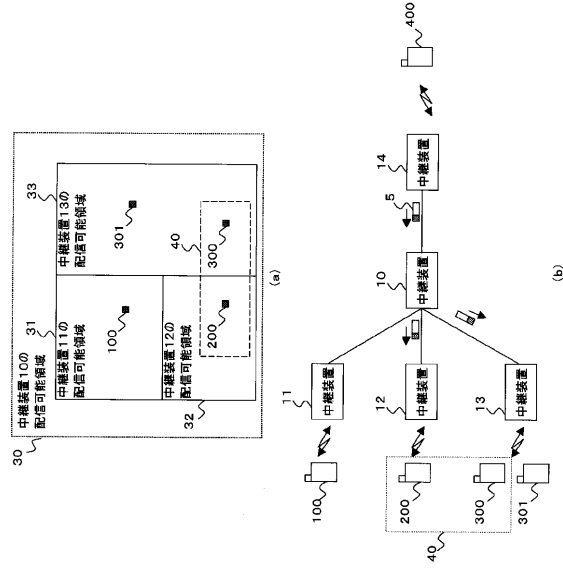 30
中継装置10の
配信可能領域
31
中継装置11の
配信可能領域
33
中継装置13の
配信可能領域
100
301
32
中継装置12の
配信可能領域
40
200
300
(a)
100
11
中継装置
10
中継装置
5
14
中継装置
400
40
200
12
中継装置
300
301
13
中継装置
(b)